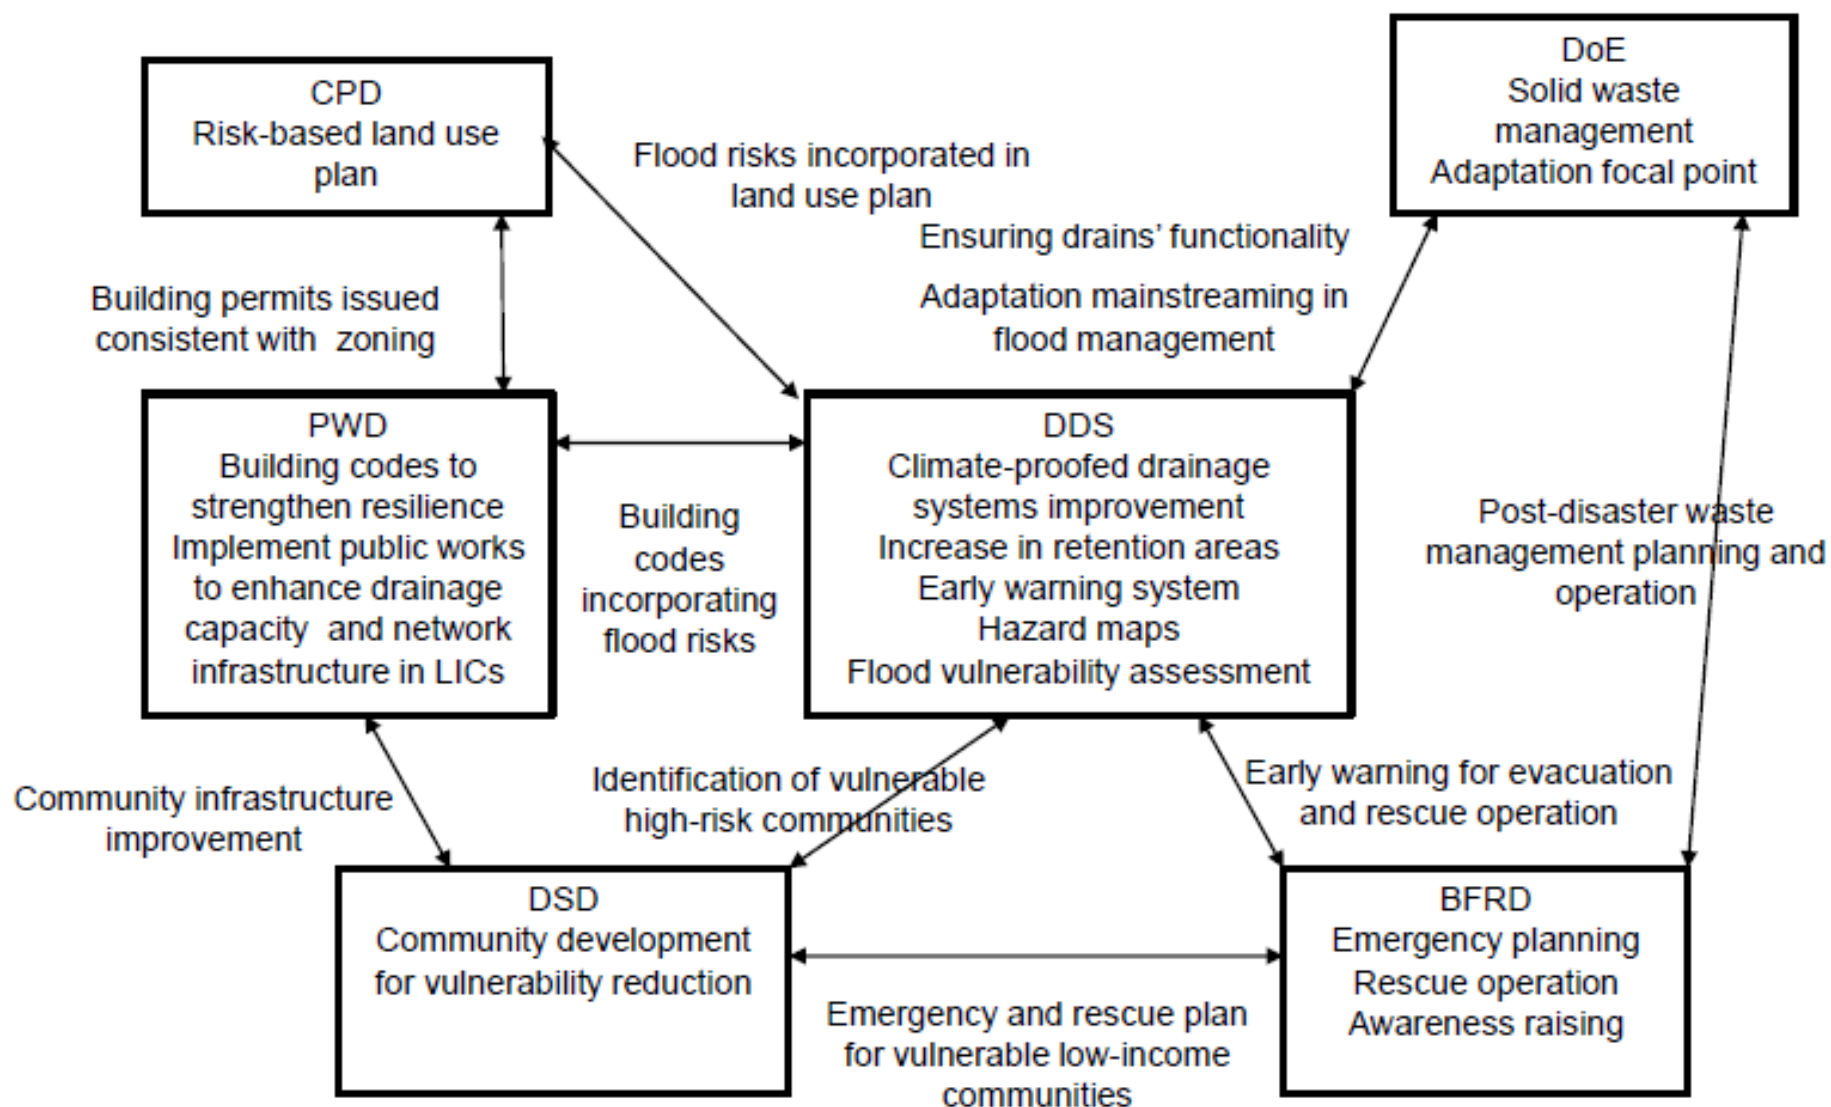 CPD
Risk-based land use
plan
DoE
Solid waste
management
Adaptation focal point
Flood risks incorporated in
land use plan
Ensuring drains’ functionality
Adaptation mainstreaming in
flood management
Building permits issued
consistent with zoning
PWD
Building codes to
strengthen resilience
Implement public works
to enhance drainage
capacity and network
infrastructure in LICs
Building
codes
incorporating
flood risks
DDS
Climate-proofed drainage
systems improvement
Increase in retention areas
Early warning system
Hazard maps
Flood vulnerability assessment
Post-disaster waste
management planning and
operation
Community infrastructure
improvement
Identification of vulnerable
high-risk communities
Early warning for evacuation
and rescue operation
DSD
Community development
for vulnerability reduction
Emergency and rescue plan
for vulnerable low-income
communities
BFRD
Emergency planning
Rescue operation
Awareness raising